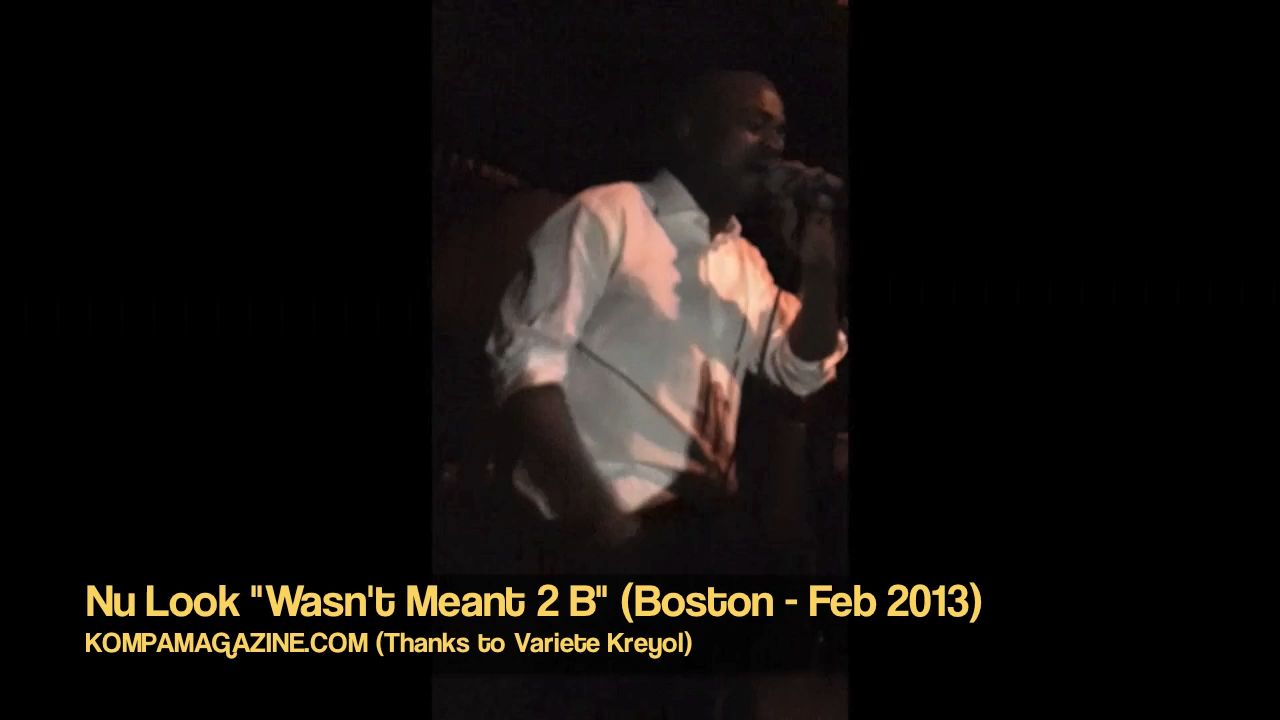 Nu Look "Wasn't Meant 2 B" (Boston - Feb 2013)
KOMPAMAGAZINE.COM (Thanks to Variete Kreyol)